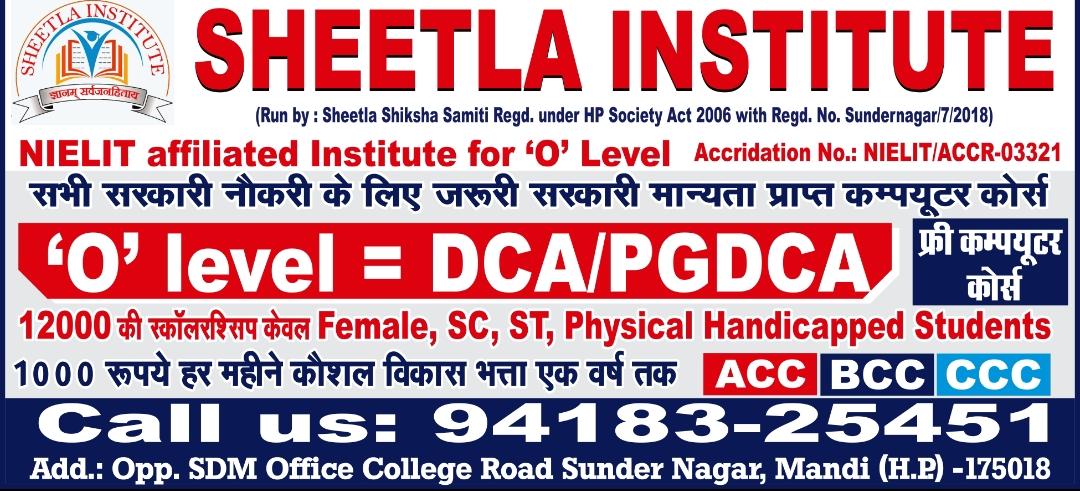 SHEETLA INSTITUTE
ज्ञानम् सर्वजनहिताय
SHEETLA INSTITUTE
(Run by : Sheetla Shiksha Samiti Regd. under HP Society Act 2006 with Regd. No. Sundernagar/7/2018)
NIELIT affiliated Institute for ‘O’ Level Accridation No.: NIELIT/ACCR-03321
सभी सरकारी नौकरी के लिए जरूरी सरकारी मान्यता प्राप्त कम्पयूटर कोर्स
‘O’ level = DCA/PGDCA
फ्री कम्पयूटर
कोर्स
12000 की स्कॉलरश्सिप केवल Female, SC, ST, Physical Handicapped Students
1000 रूपये हर महीने कौशल विकास भत्ता एक वर्ष तक ACC BCC CCC
Call us: 94183-25451
Add.: Opp. SDM Office College Road Sunder Nagar, Mandi (H.P.) -175018